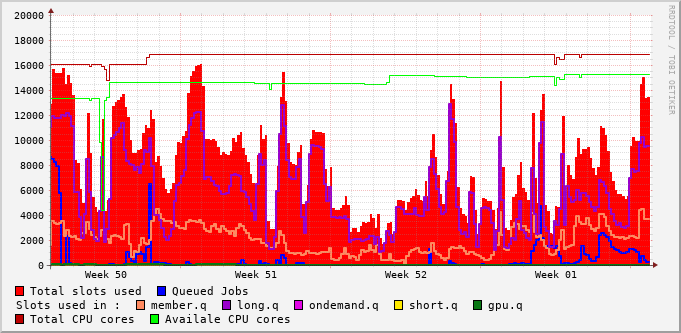 20000
18000
16000
14000
12000
10000
8000
6000
4000
2000
0
Week 50 Week 51 Week 52 Week 01
RRDTOOL / TOBI OETIKER
Total slots used Queued Jobs
Slots used in : member.q long.q ondemand.q short.q gpu.q
Total CPU cores Availale CPU cores